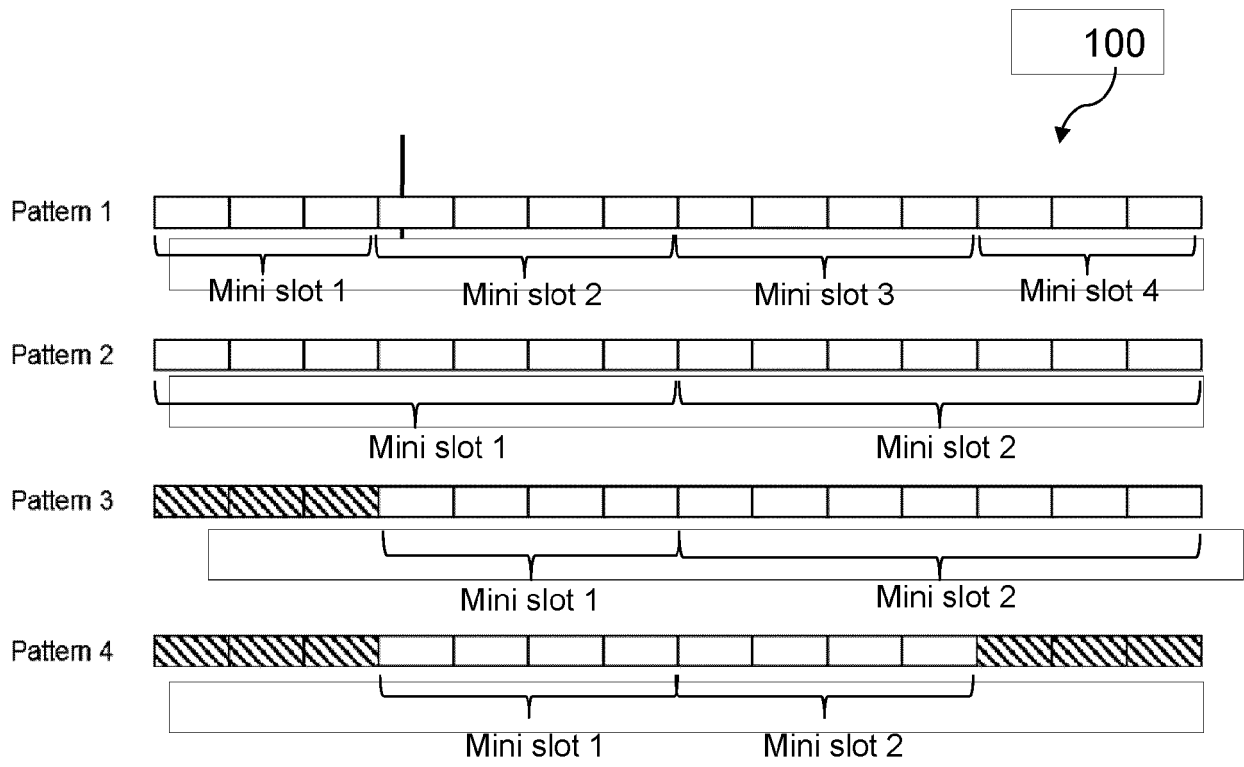 100
Pattern 1
Mini slot 1 Mini slot 2 Mini slot 3 Mini slot 4
Pattern 2
Mini slot 1 Mini slot 2
Pattern 3
Mini slot 1 Mini slot 2
Pattern 4
Mini slot 1 Mini slot 2